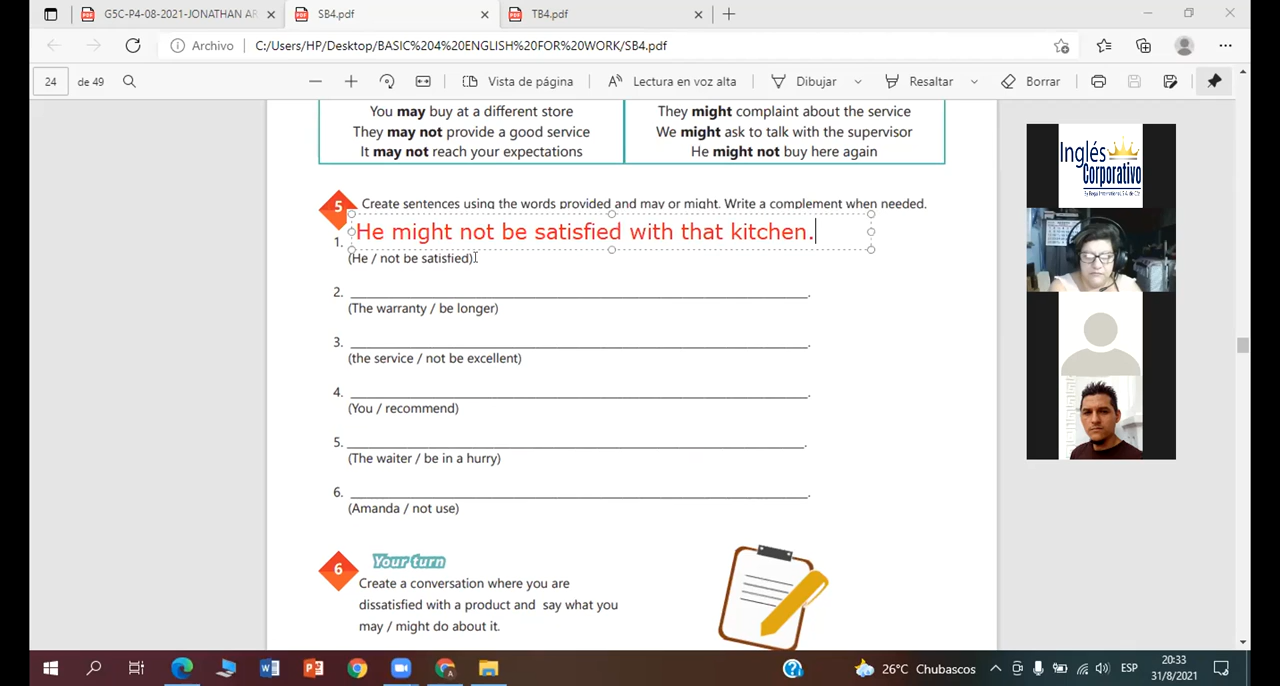 G5C-P4-08-2021-JONATHAN AR
SB4.pdf
TB4.pdf
Archivo
C:/Users/HP/Desktop/BASIC%204%20ENGLISH%20FOR%20WORK/SB4.pdf
24
de 49
Vista de página
Lectura en voz alta
Dibujar
Resaltar
Borrar
You may buy at a different store
They may not provide a good service
It may not reach your expectations
They might complaint about the service
We might ask to talk with the supervisor
He might not buy here again
5 Create sentences using the words provided and may or might. Write a complement when needed.
He might not be satisfied with that kitchen.
1.
(He / not be satisfied)
2.
(The warranty / be longer)
3.
(the service / not be excellent)
4.
(You / recommend)
5.
(The waiter / be in a hurry)
6.
(Amanda / not use)
6 Your turn
Create a conversation where you are
dissatisfied with a product and say what you
may / might do about it.
Inglés
Corporativo
26°C Chubascos
ESP
20:33
31/8/2021